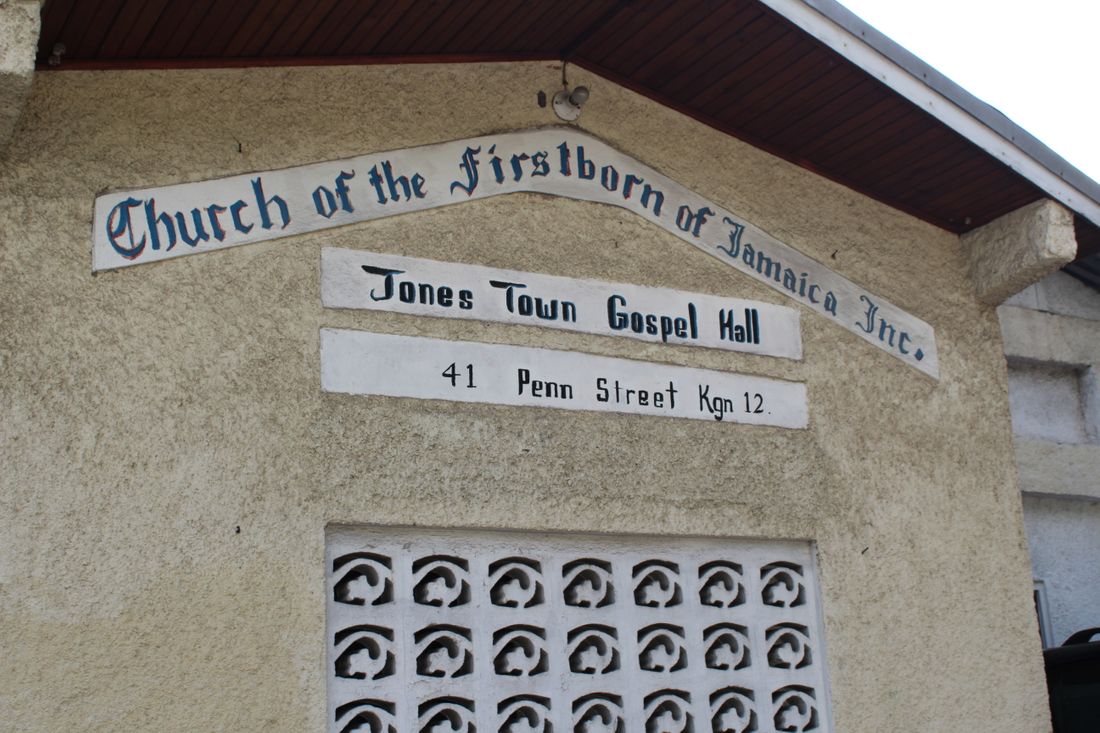 Church of the Firstborn of Jamaica Inc.
Jones Town Gospel Hall
41 Penn Street Kgn 12.